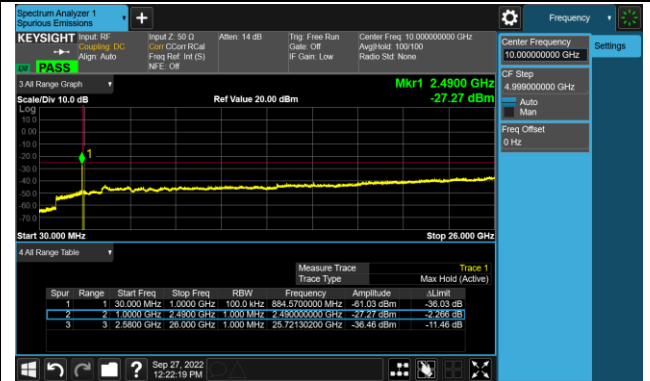 Spectrum Analyzer 1
Spurious Emissions
Frequency
KEYSIGHT Input: RF
Coupling: DC
Align: Auto
Input Z: 50 Ω
Corr CCorr RCal
Freq Ref: Int (S)
NFE: Off
Atten: 14 dB
Trig: Free Run
Gate: Off
IF Gain: Low
Center Freq: 10.000000000 GHz
Avg|Hold: 100/100
Radio Std: None
PASS
Center Frequency
10.000000000 GHz
Settings
CF Step
4.999000000 GHz
Auto
Man
Freq Offset
0 Hz
3 All Range Graph
Mkr1 2.4900 GHz
-27.27 dBm
Scale/Div 10.0 dB
Ref Value 20.00 dBm
Log
10.0
0.00
-10.0
-20.0
-30.0
-40.0
-50.0
-60.0
-70.0
1
Start 30.000 MHz
Stop 26.000 GHz
4 All Range Table
Measure Trace Trace 1
Trace Type Max Hold (Active)
Spur Range Start Freq Stop Freq RBW Frequency Amplitude ΔLimit
1 1 30.000 MHz 1.0000 GHz 100.0 kHz 884.5700000 MHz -61.03 dBm -36.03 dB
2 2 1.0000 GHz 2.4900 GHz 1.000 MHz 2.490000000 GHz -27.27 dBm -2.266 dB
3 3 2.5800 GHz 26.000 GHz 1.000 MHz 25.72130200 GHz -36.46 dBm -11.46 dB
Sep 27, 2022
12:22:19 PM